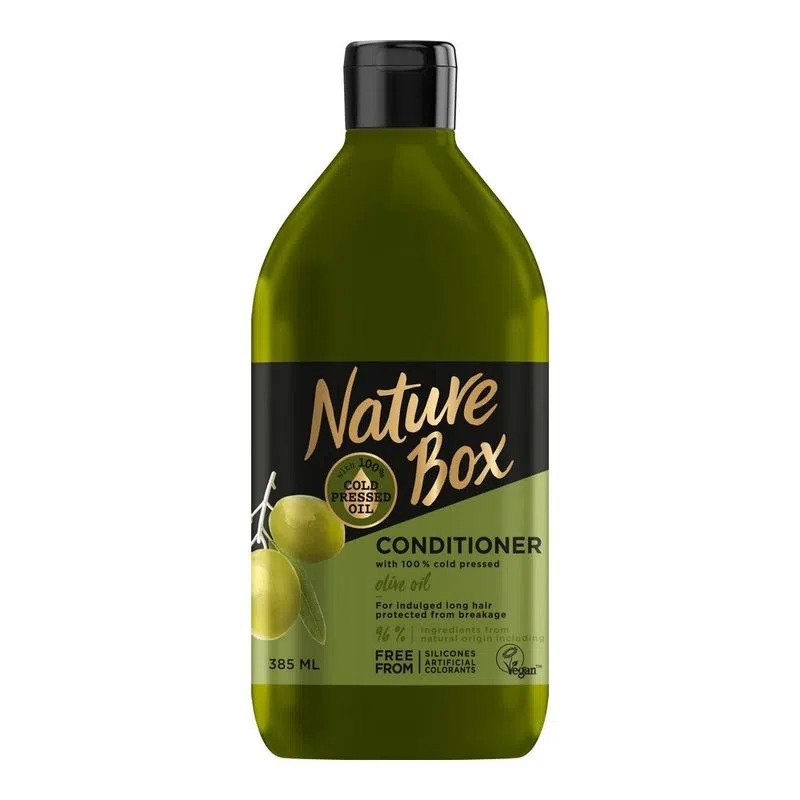 Nature
Box
with 100%
COLD
PRESSED
OIL
CONDITIONER
with 100 % cold pressed
olive oil
For indulged long hair
protected from breakage
96 % | Ingredients from
natural origin including
FREE FROM | SILICONES
ARTIFICIAL
COLORANTS
Vegan™
385 ML